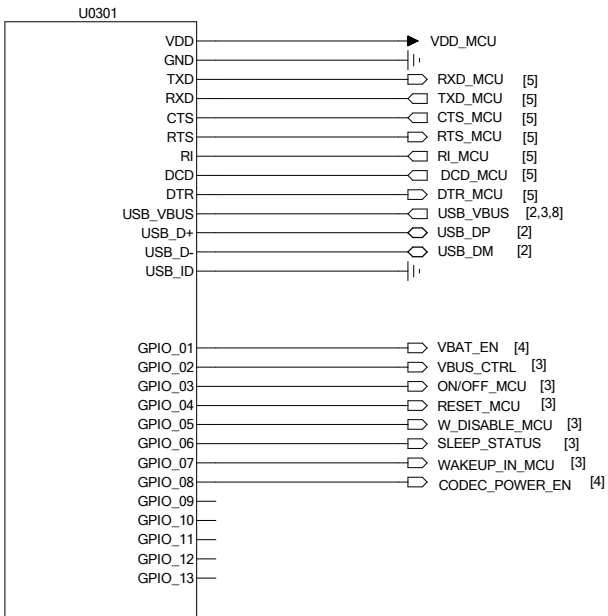 U0301
VDD VDD_MCU
GND
TXD RXD_MCU [5]
RXD TXD_MCU [5]
CTS CTS_MCU [5]
RTS RTS_MCU [5]
RI RI_MCU [5]
DCD DCD_MCU [5]
DTR DTR_MCU [5]
USB_VBUS USB_VBUS [2,3,8]
USB_D+ USB_DP [2]
USB_D- USB_DM [2]
USB_ID
GPIO_01 VBAT_EN [4]
GPIO_02 VBUS_CTRL [3]
GPIO_03 ON/OFF_MCU [3]
GPIO_04 RESET_MCU [3]
GPIO_05 W_DISABLE_MCU [3]
GPIO_06 SLEEP_STATUS [3]
GPIO_07 WAKEUP_IN_MCU [3]
GPIO_08 CODEC_POWER_EN [4]
GPIO_09
GPIO_10
GPIO_11
GPIO_12
GPIO_13